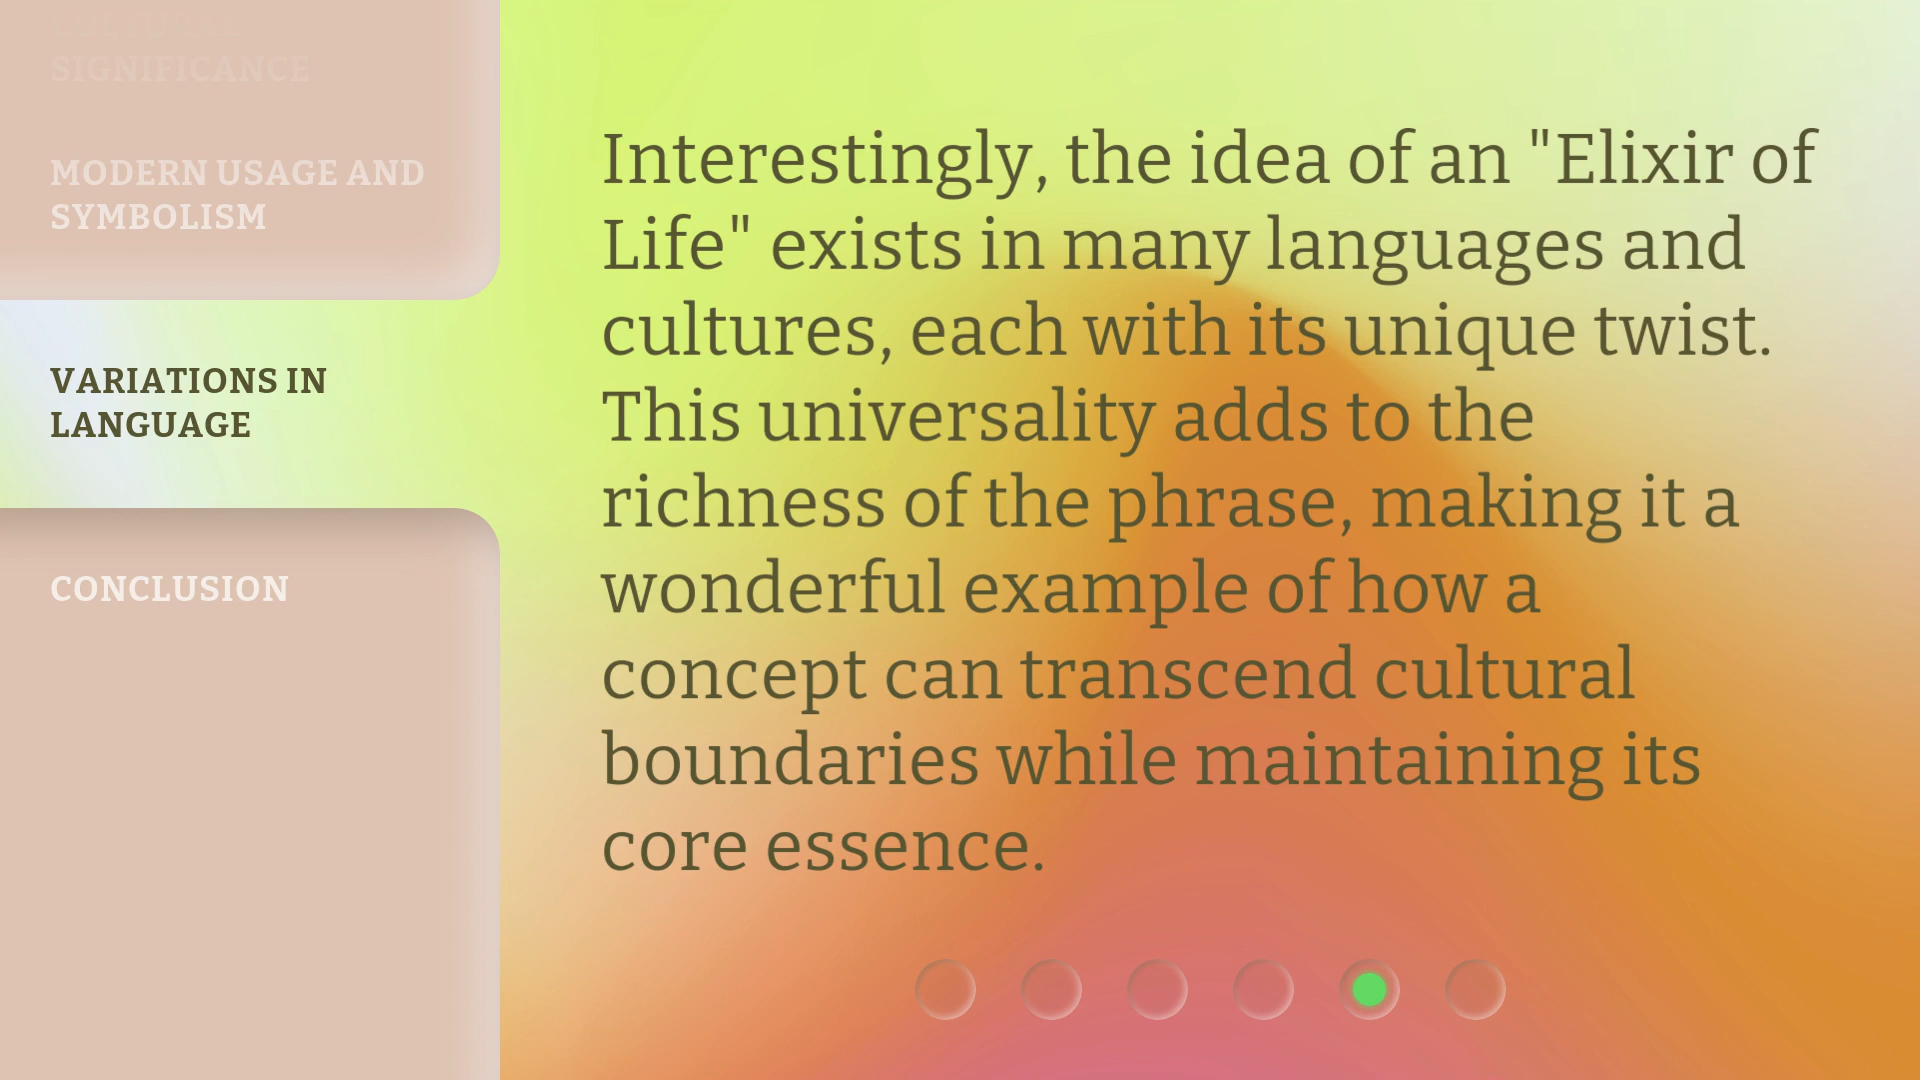 CULTURAL
SIGNIFICANCE
MODERN USAGE AND
SYMBOLISM
VARIATIONS IN
LANGUAGE
CONCLUSION
Interestingly, the idea of an "Elixir of
Life" exists in many languages and
cultures, each with its unique twist.
This universality adds to the
richness of the phrase, making it a
wonderful example of how a
concept can transcend cultural
boundaries while maintaining its
core essence.